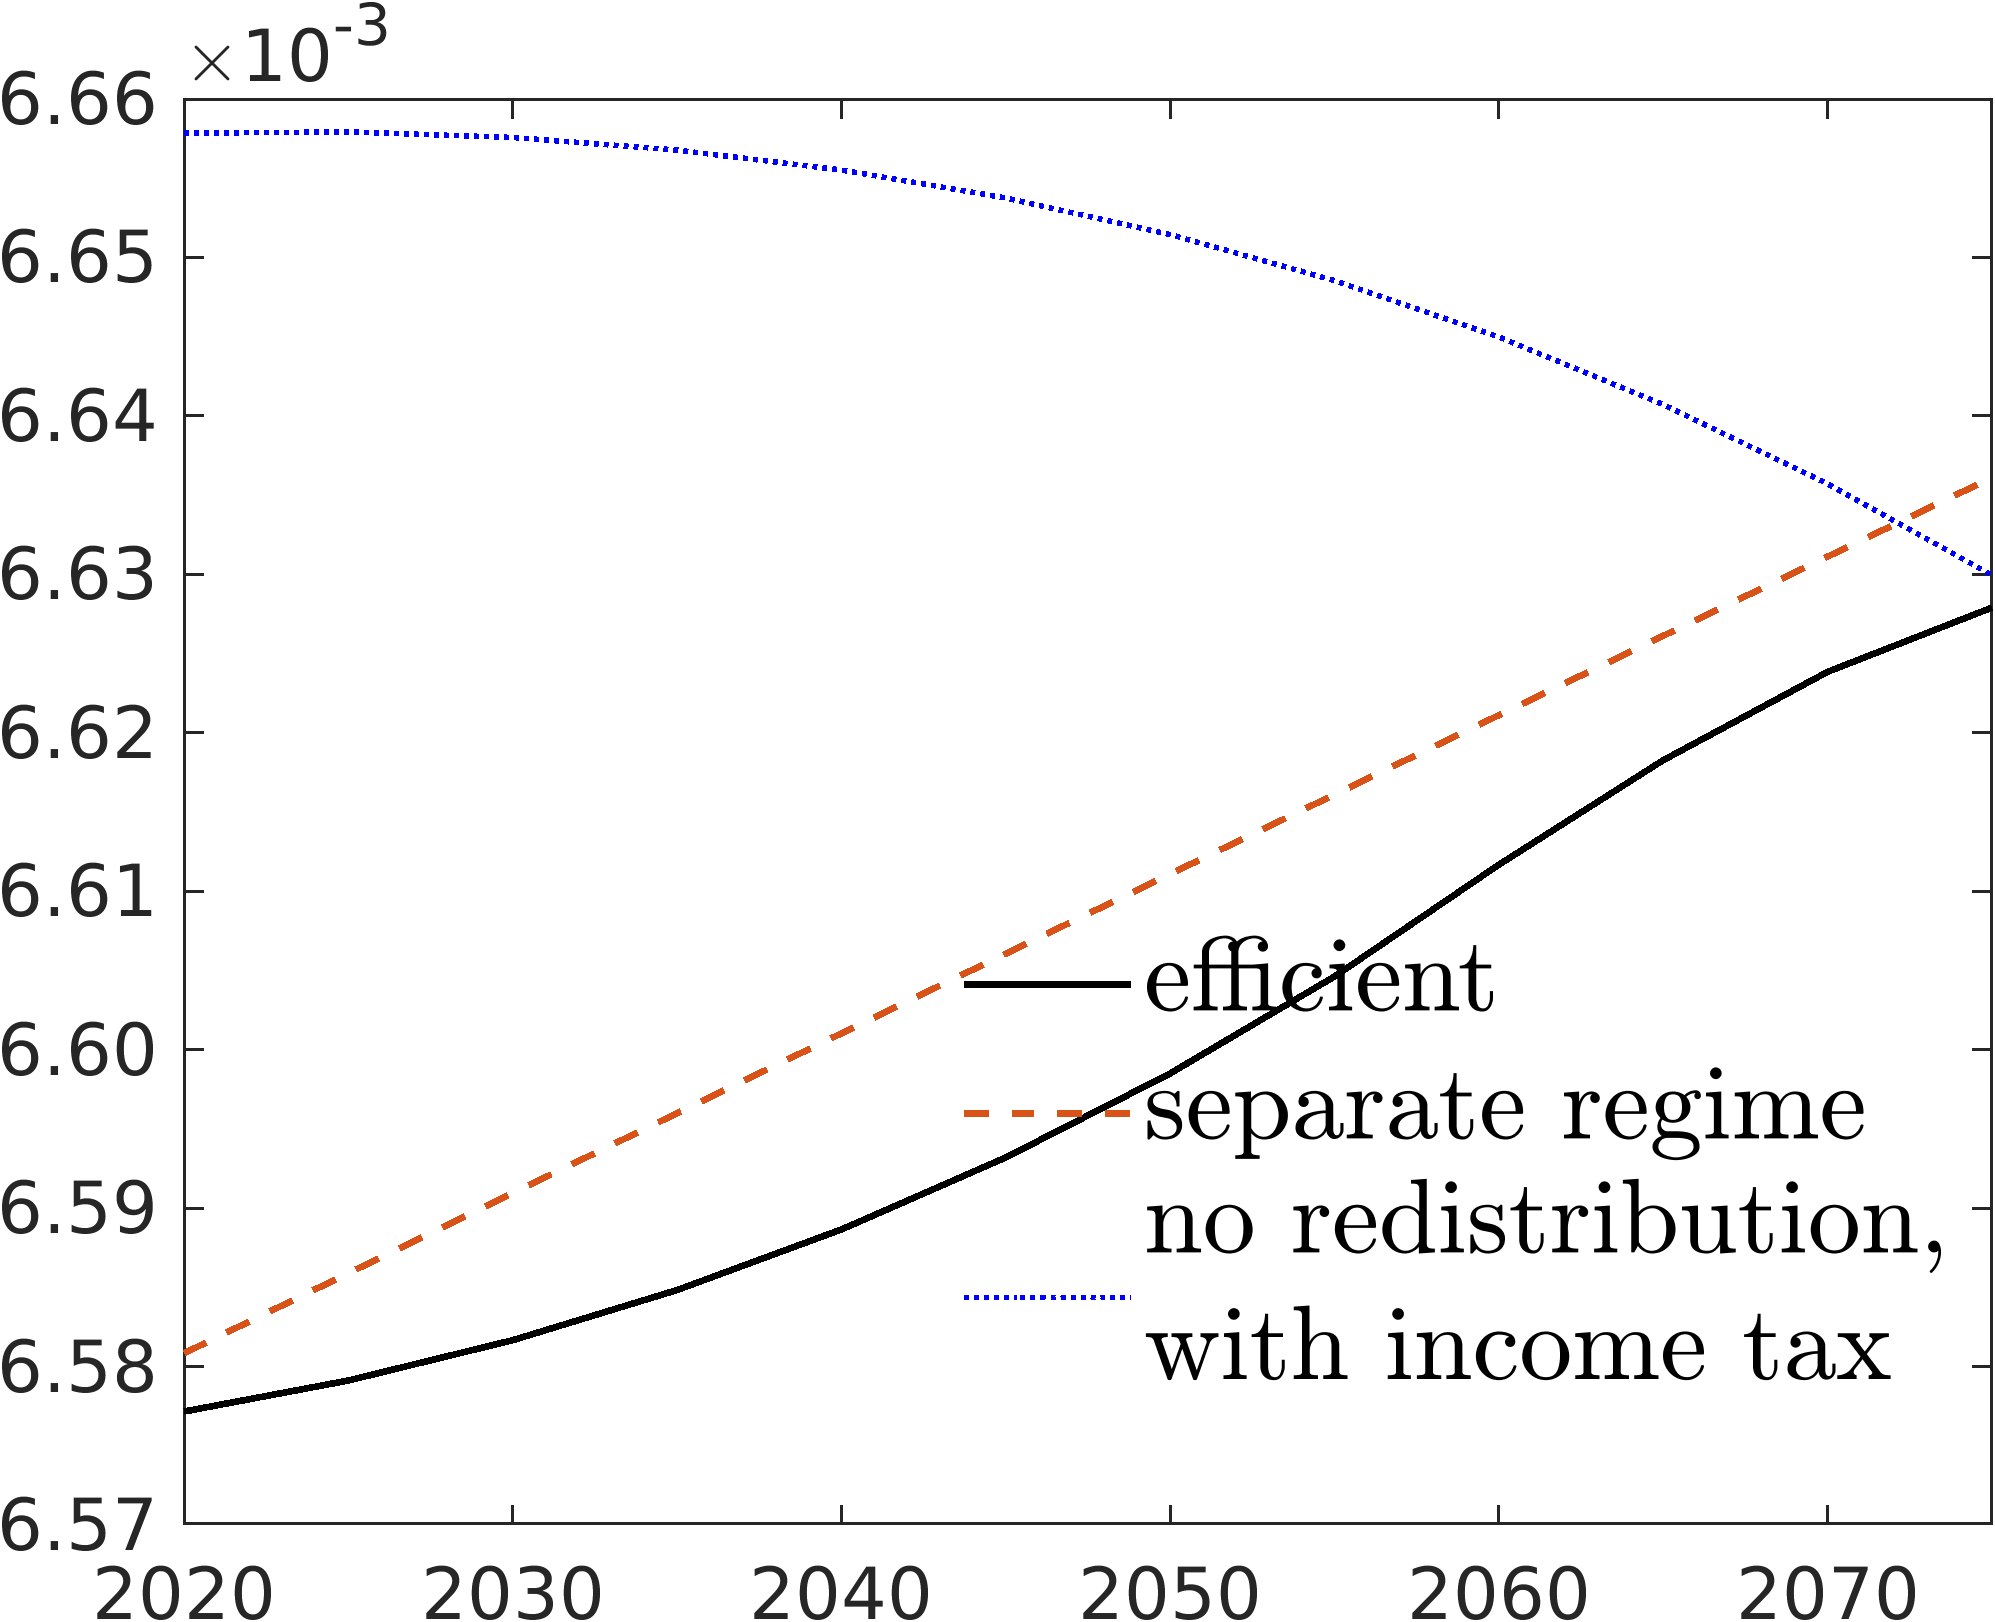 ×10-3
6.66
6.65
6.64
6.63
6.62
6.61
6.60
6.59
6.58
6.57
efficient
separate regime
no redistribution,
with income tax
2020 2030 2040 2050 2060 2070